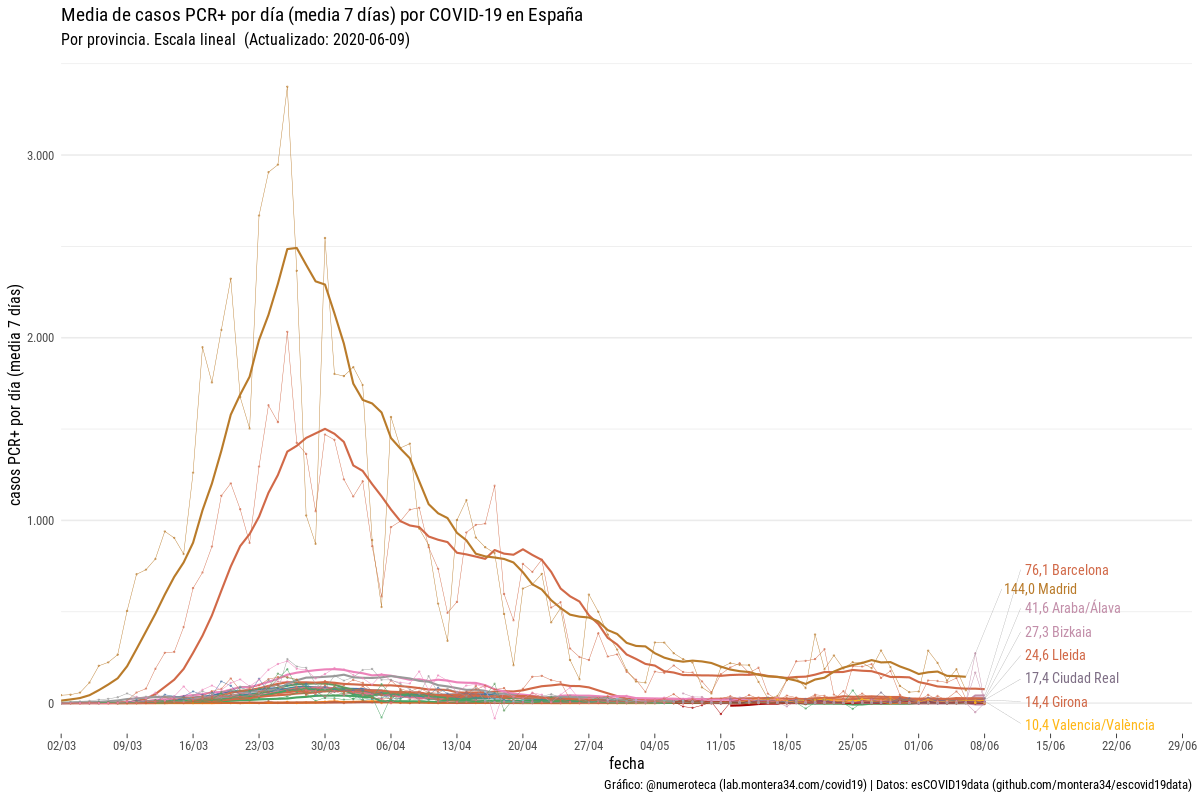 Media de casos PCR+ por día (media 7 días) por COVID-19 en España
Por provincia. Escala lineal (Actualizado: 2020-06-09)
casos PCR+ por día (media 7 días)
3.000
2.000
1.000
0
76,1 Barcelona
144,0 Madrid
41,6 Araba/Álava
27,3 Bizkaia
24,6 Lleida
17,4 Ciudad Real
14,4 Girona
10,4 Valencia/València
02/03 09/03 16/03 23/03 30/03 06/04 13/04 20/04 27/04 04/05 11/05 18/05 25/05 01/06 08/06 15/06 22/06 29/06
fecha
Gráfico: @numeroteca (lab.montera34.com/covid19) | Datos: esCOVID19data (github.com/montera34/escovid19data)